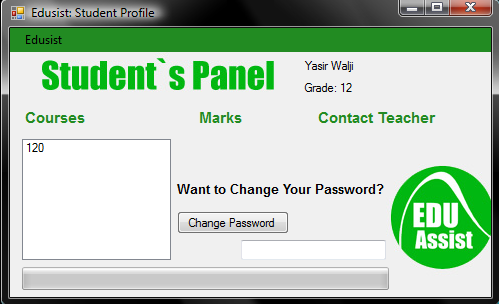 Edusist: Student Profile
Edusist
Student`s Panel
Yasir Walji
Grade: 12
Courses
Marks
Contact Teacher
120
Want to Change Your Password?
Change Password
EDU
Assist